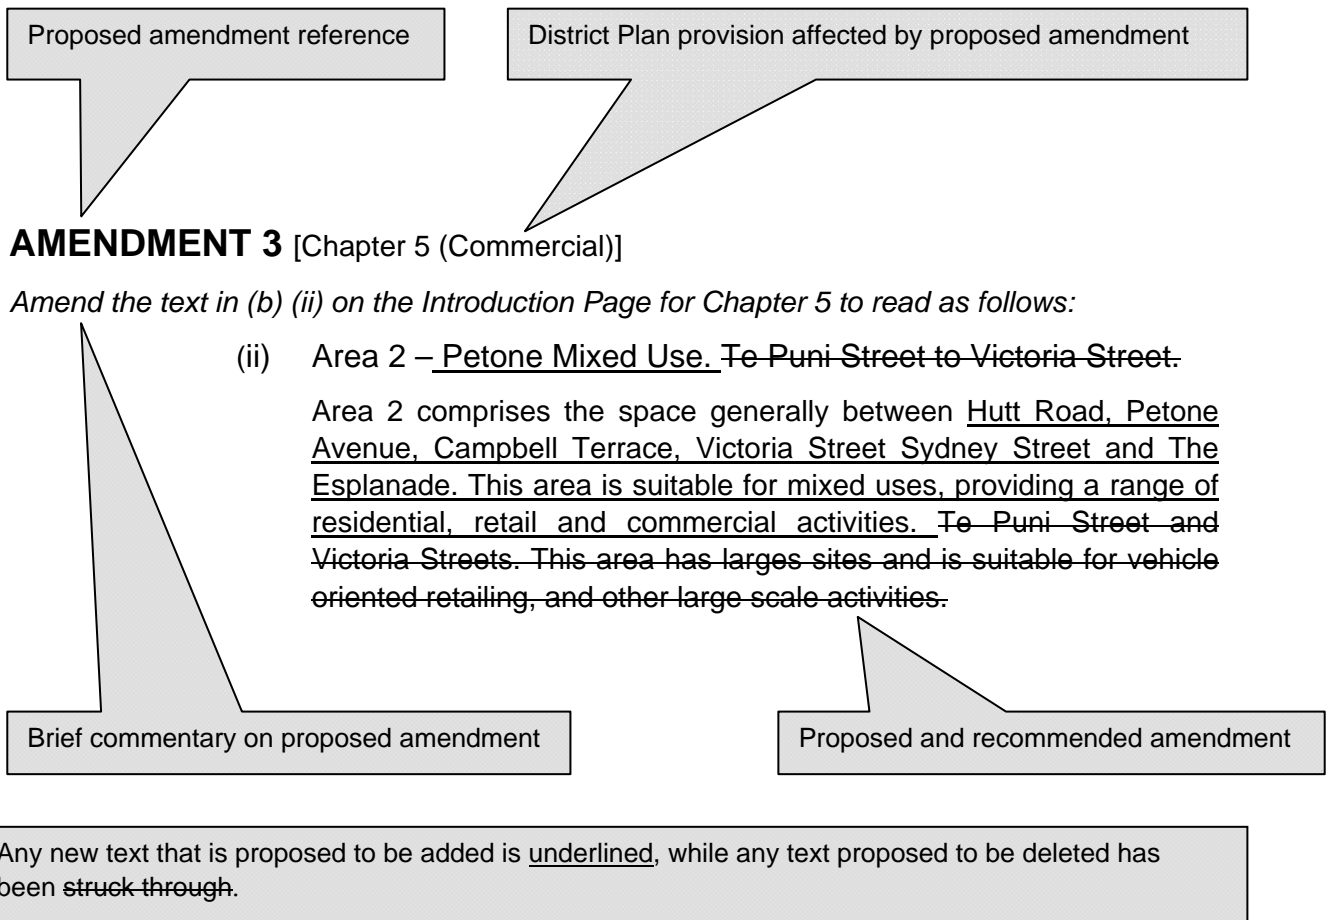 Proposed amendment reference
District Plan provision affected by proposed amendment
AMENDMENT 3 [Chapter 5 (Commercial)]
Amend the text in (b) (ii) on the Introduction Page for Chapter 5 to read as follows:
(ii) Area 2 – Petone Mixed Use. Te Puni Street to Victoria Street.
Area 2 comprises the space generally between Hutt Road, Petone
Avenue, Campbell Terrace, Victoria Street Sydney Street and The
Esplanade. This area is suitable for mixed uses, providing a range of
residential, retail and commercial activities. Te Puni Street and
Victoria Streets. This area has larges sites and is suitable for vehicle
oriented retailing, and other large scale activities.
Brief commentary on proposed amendment
Proposed and recommended amendment
Any new text that is proposed to be added is underlined, while any text proposed to be deleted has
been struck through.